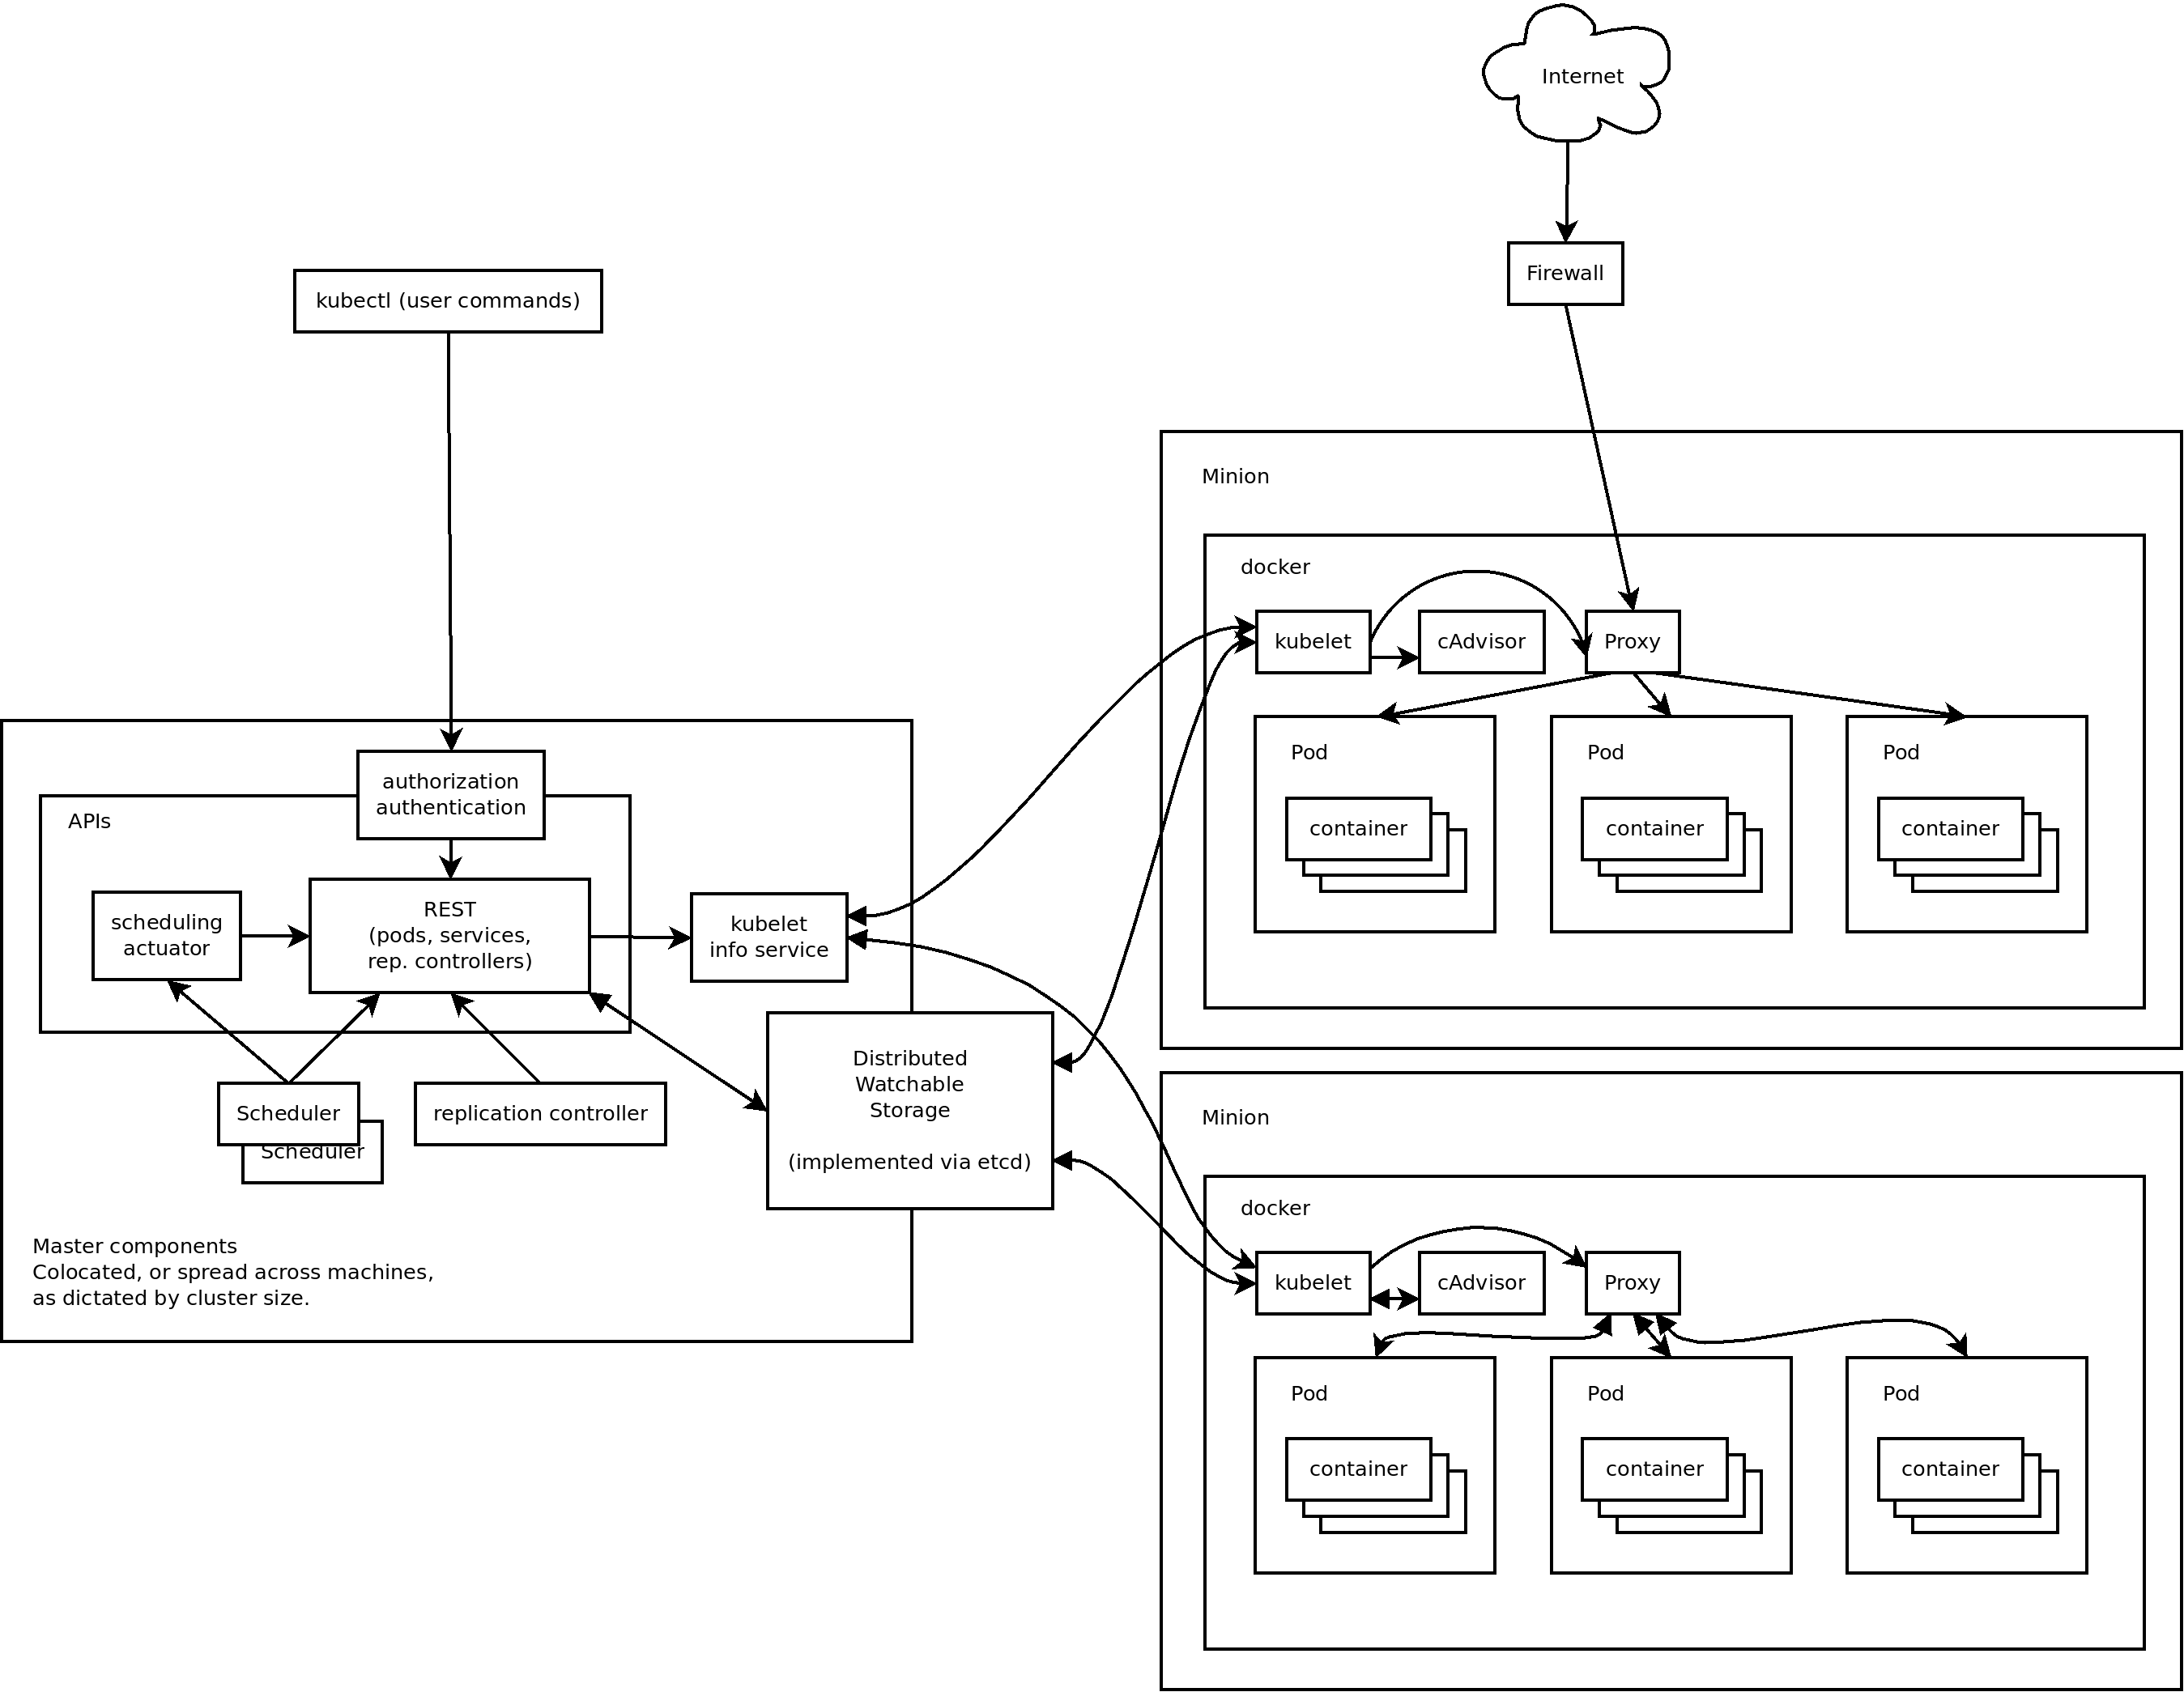 Internet
Firewall
kubectl (user commands)
Minion
docker
kubelet
cAdvisor
Proxy
Pod
Pod
Pod
container
container
container
authorization
authentication
APIs
scheduling
actuator
REST
(pods, services,
rep. controllers)
kubelet
info service
Distributed
Watchable
Storage
(implemented via etcd)
Scheduler
Scheduler
replication controller
Master components
Colocated, or spread across machines,
as dictated by cluster size.
Minion
docker
kubelet
cAdvisor
Proxy
Pod
Pod
Pod
container
container
container